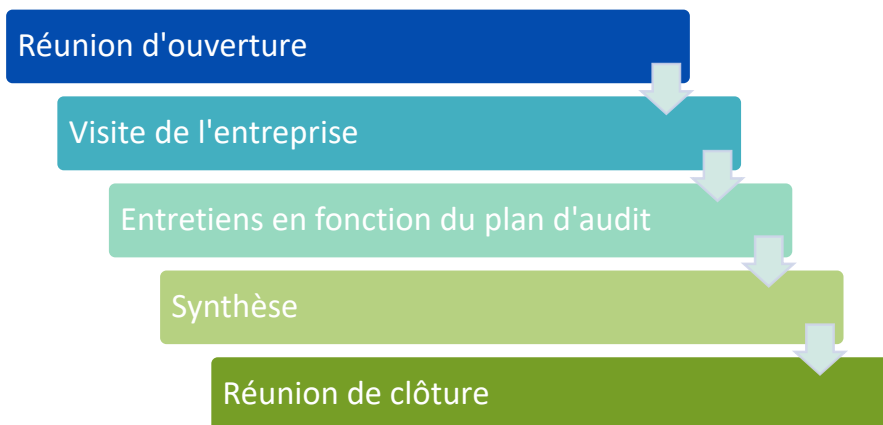 Réunion d'ouverture
Visite de l'entreprise
Entretiens en fonction du plan d'audit
Synthèse
Réunion de clôture